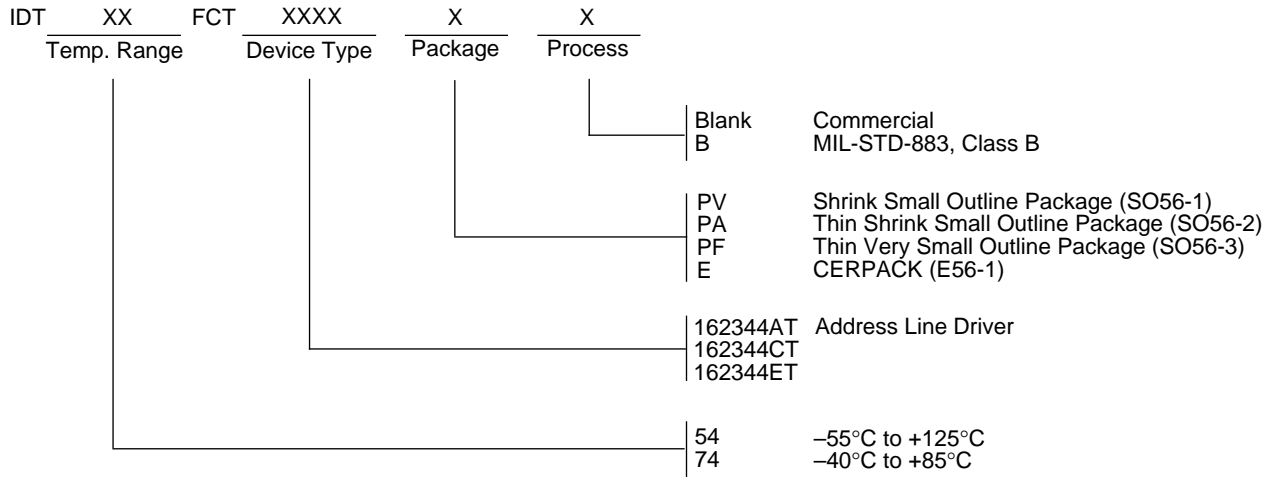 IDT XX FCT XXXX X X
Temp. Range Device Type Package Process
Blank Commercial
B MIL-STD-883, Class B
PV Shrink Small Outline Package (SO56-1)
PA Thin Shrink Small Outline Package (SO56-2)
PF Thin Very Small Outline Package (SO56-3)
E CERPACK (E56-1)
162344AT Address Line Driver
162344CT
162344ET
54 –55°C to +125°C
74 –40°C to +85°C